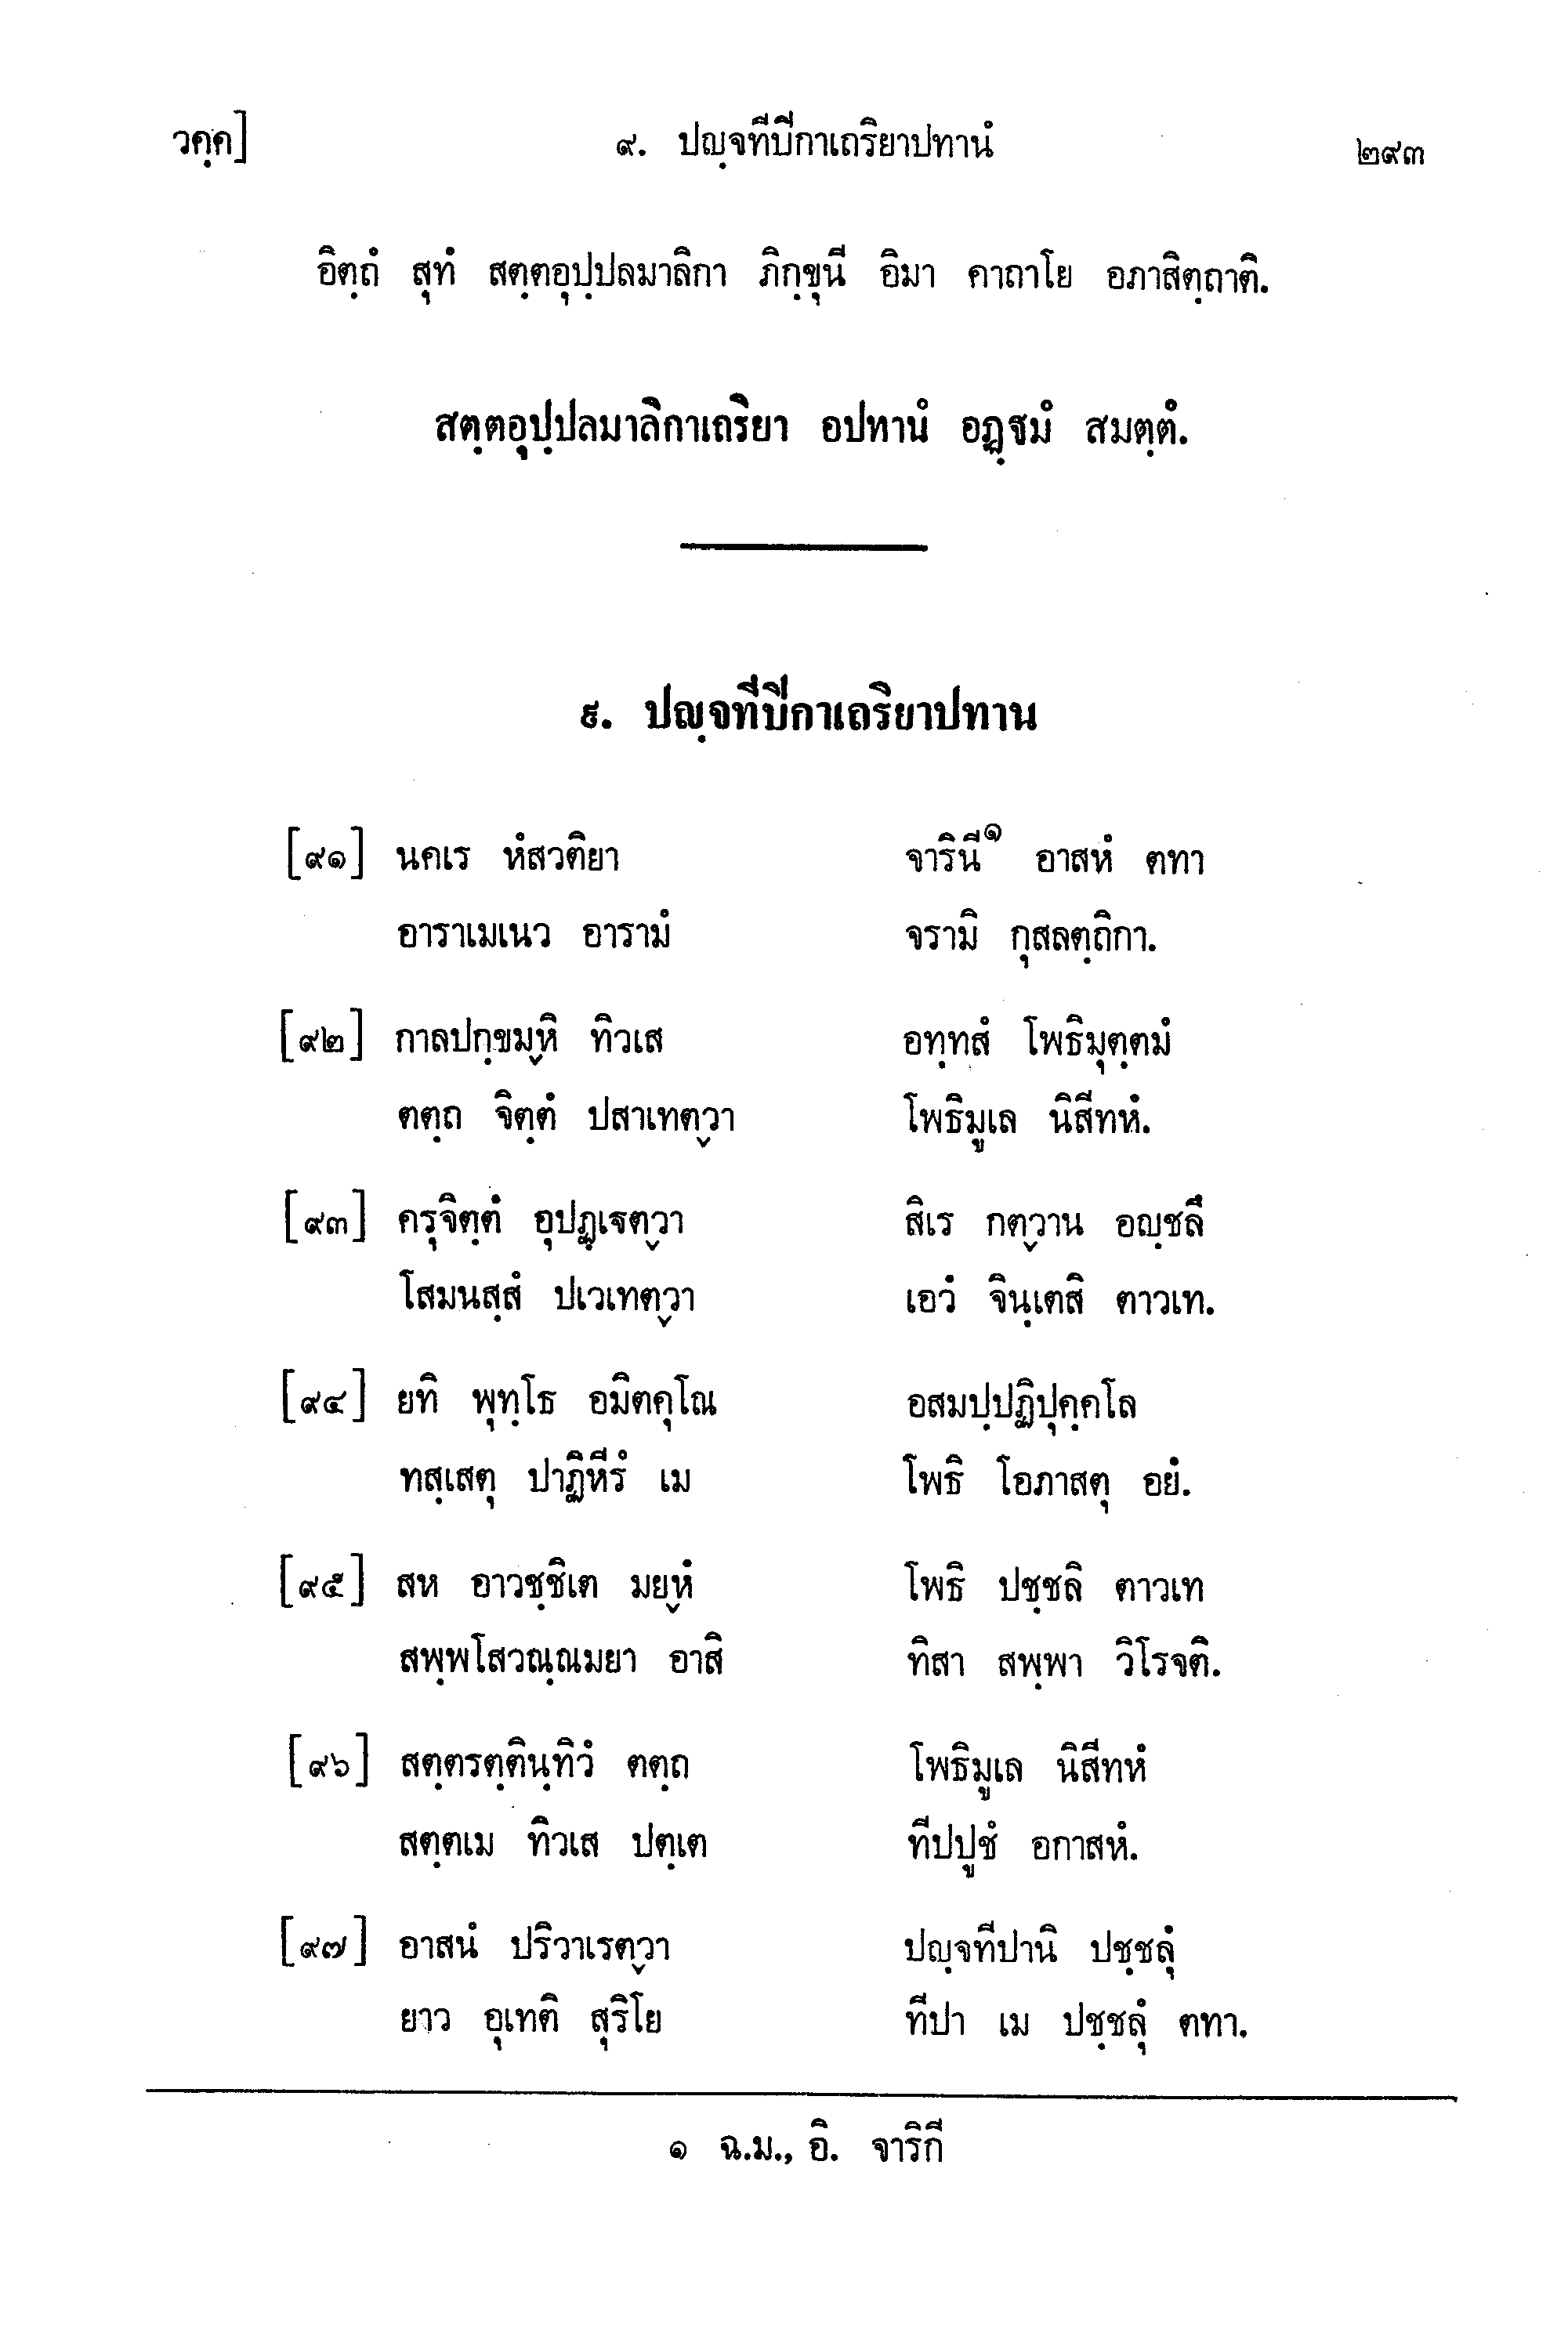 วคฺค] ๙. ปญฺจทีปีกาเถริยาปทานํ ๒๙๓
อิตฺถํ สุทํ สตฺตอุปฺปลมาลิกา ภิกฺขุนี อิมา คาถาโย อภาสิตฺถาติ.
สตฺตอุปฺปลมาลิกาเถริยา อปทานํ อฏฺฐมํ สมตฺตํ.
๙. ปญฺจทีปีกาเถริยาปทาน
[๙๑] นคเร หํสวติยา จารินี๑ อาสหํ ตทา
อาราเมเนว อารามํ จรามิ กุสลตฺถิกา.
[๙๒] กาลปกฺขมฺหิ ทิวเส อทฺทสํ โพธิมุตฺตมํ
ตตฺถ จิตฺตํ ปสาเทตฺวา โพธิมูเล นิสีทหํ.
[๙๓] ครุจิตฺตํ อุปฏฺเฐตฺวา สิเร กตฺวาน อญฺชลึ
โสมนสฺสํ ปเวเทตฺวา เอวํ จินฺเตสิ ตาวเท.
[๙๔] ยทิ พุทฺโธ อมิตคุโณ อสมปฺปฏิปุคฺคโล
ทสฺเสตุ ปาฏิหีรํ เม โพธิ โอภาสตุ อยํ.
[๙๕] สห อาวชฺชิเต มยฺหํ โพธิ ปชฺชลิ ตาวเท
สพฺพโสวณฺณมยา อาสิ ทิสา สพฺพา วิโรจติ.
[๙๖] สตฺตรตฺตินฺทิวํ ตตฺถ โพธิมูเล นิสีทหํ
สตฺตเม ทิวเส ปตฺเต ทีปปูชํ อกาสหํ.
[๙๗] อาสนํ ปริวาเรตฺวา ปญฺจทีปานิ ปชฺชลุํ
ยาว อุเทติ สุริโย ทีปา เม ปชฺชลุํ ตทา.
๑ ฉ.ม., อิ. จาริกี